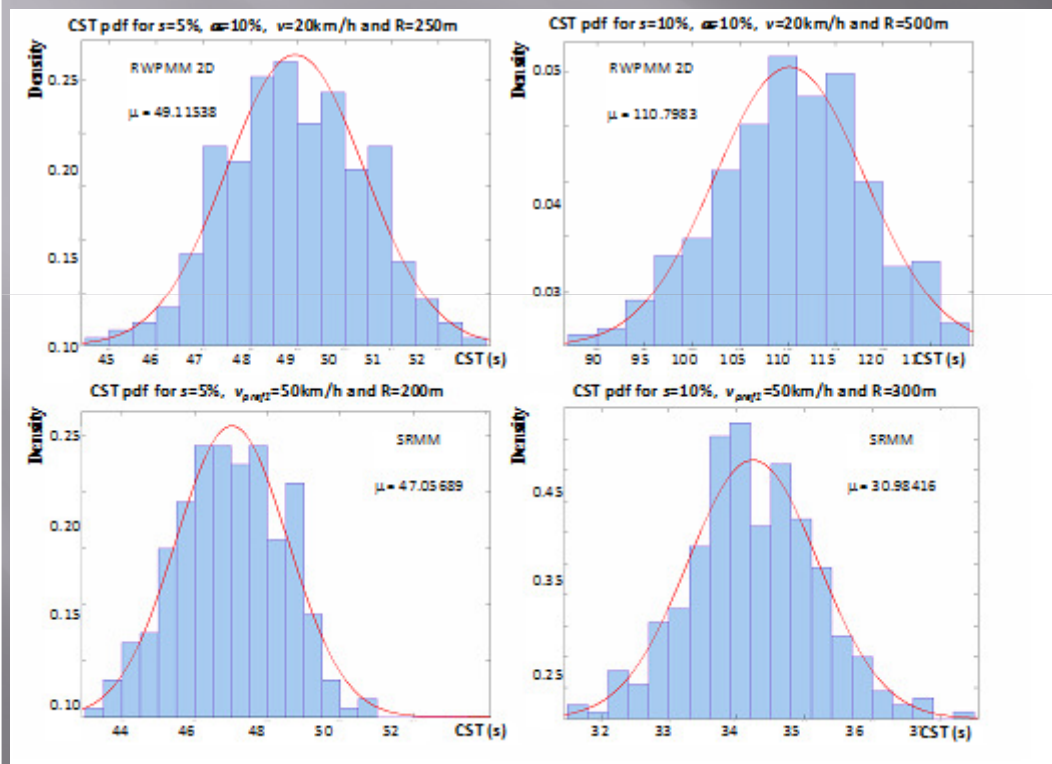 CST pdf for s=5%, α=10%, v=20km/h and R=250m
Density
RWPMM 2D
μ = 49.11538
0.25
0.20
0.15
0.10
45 46 47 48 49 50 51 52 CST (s)
CST pdf for s=10%, α=10%, v=20km/h and R=500m
Density
RWPMM 2D
μ = 110.7983
0.05
0.04
0.03
90 95 100 105 110 115 120 CST (s)
CST pdf for s=5%, vpref2=50km/h and R=200m
Density
SRMM
μ = 47.05689
0.25
0.20
0.15
0.10
44 46 48 50 52 CST (s)
CST pdf for s=10%, vpref2=50km/h and R=300m
Density
SRMM
μ = 30.98416
0.45
0.35
0.25
32 33 34 35 36 CST (s)